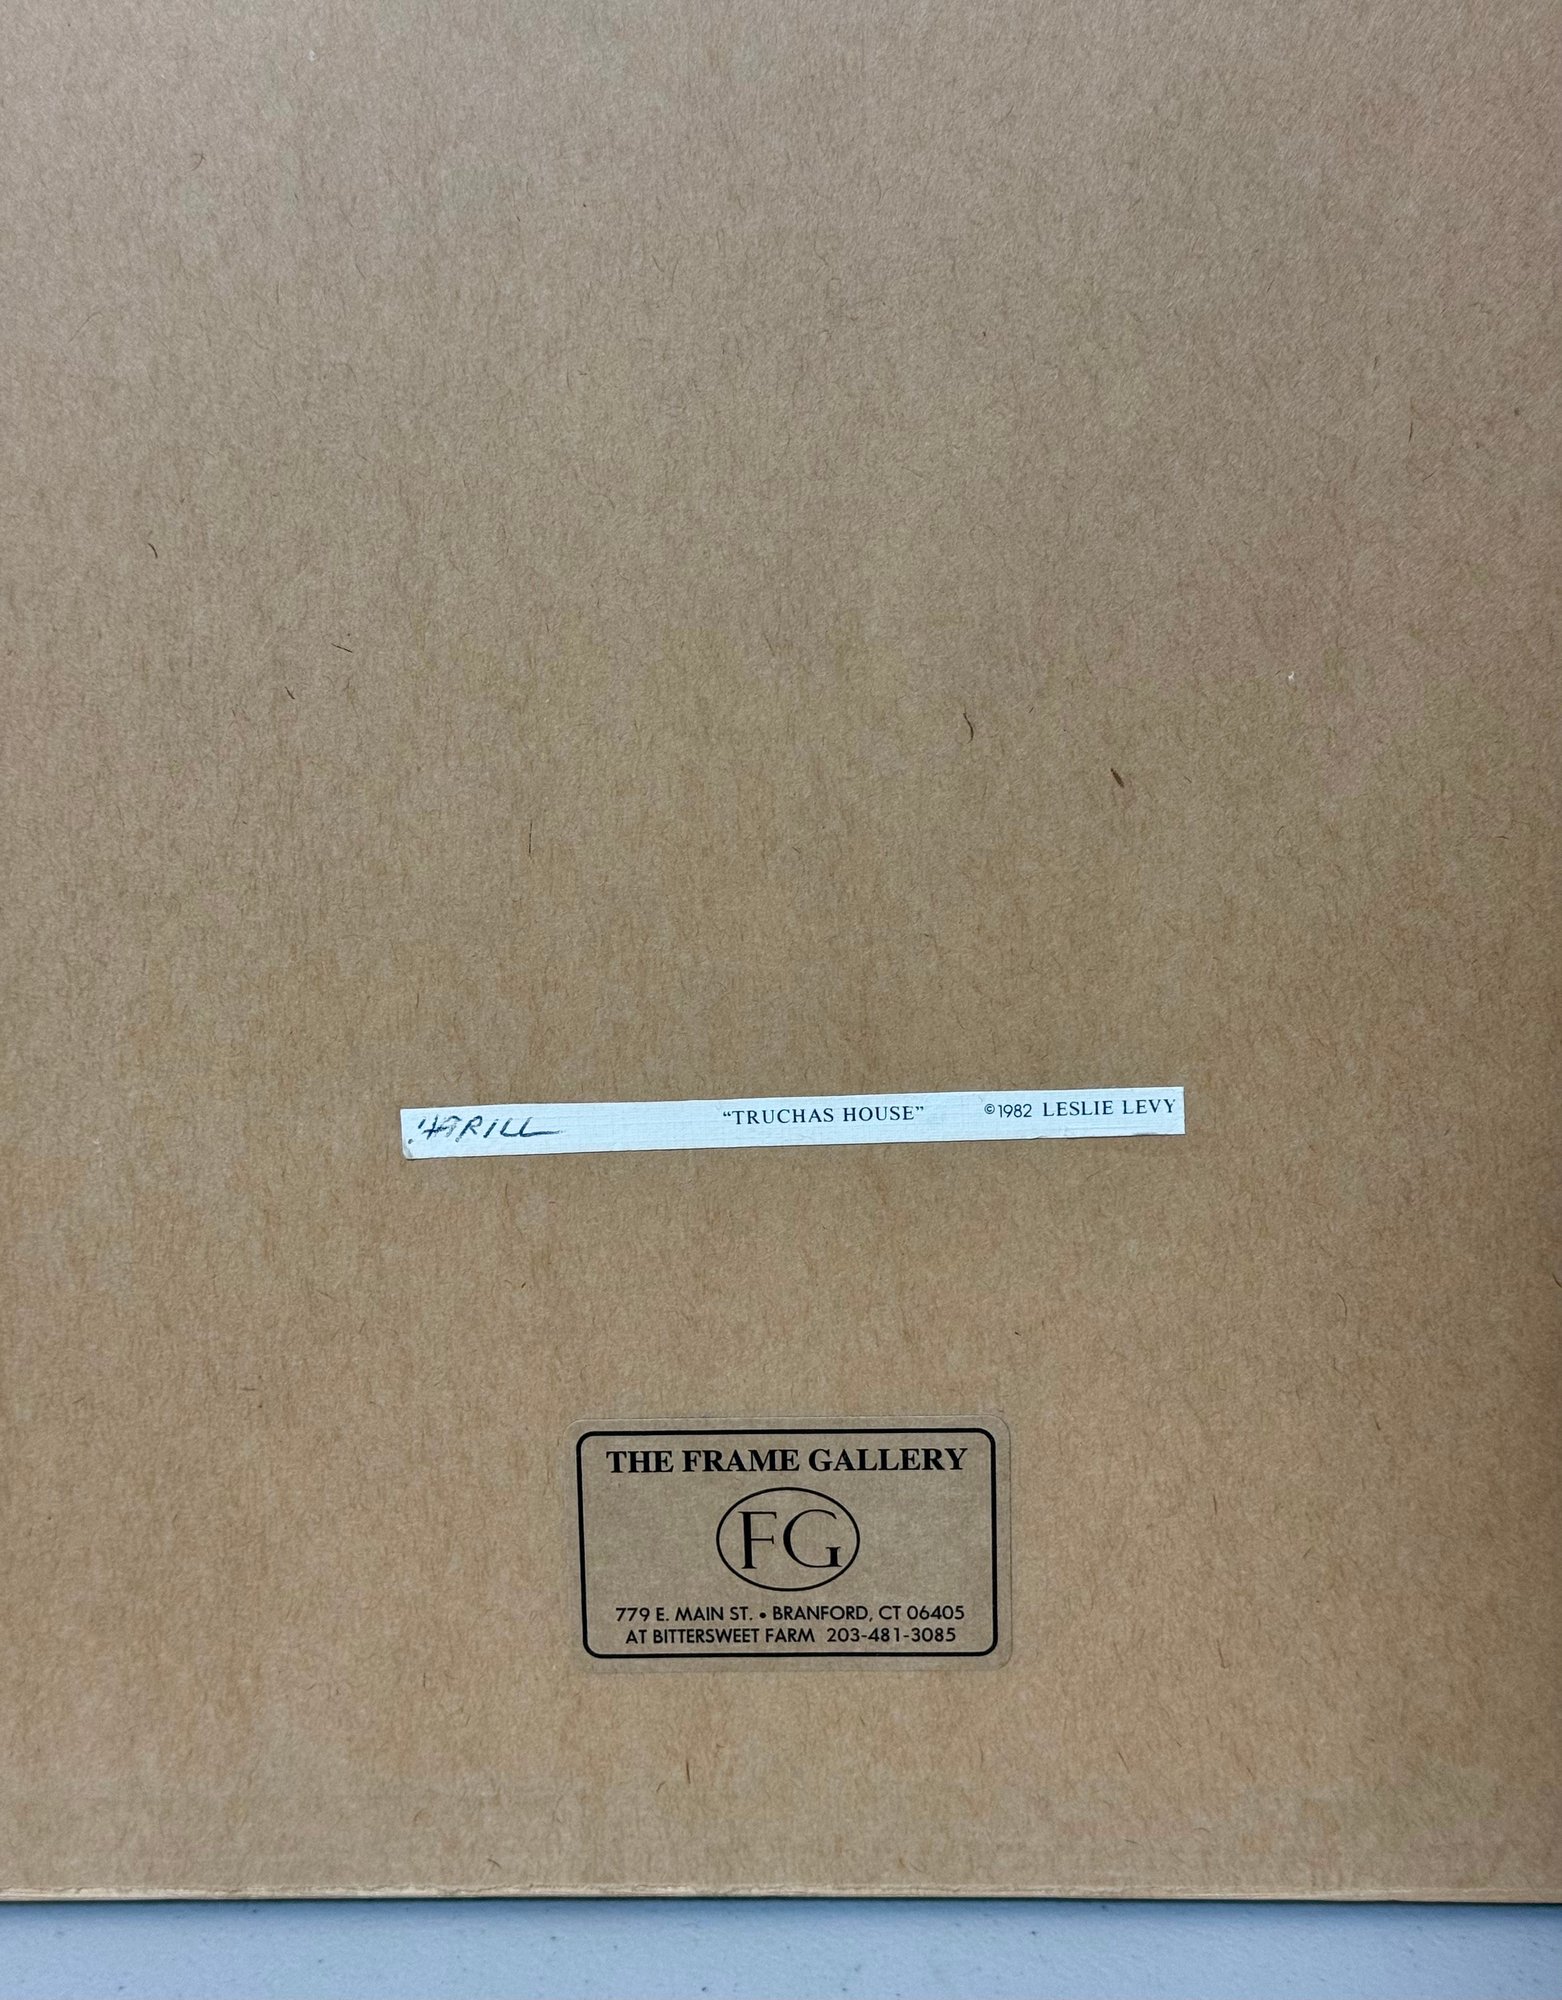 "TRUCHAS HOUSE" ©1982 LESLIE LEVY
THE FRAME GALLERY
FG
779 E. MAIN ST. • BRANFORD, CT 06405
AT BITTERSWEET FARM 203-481-3085